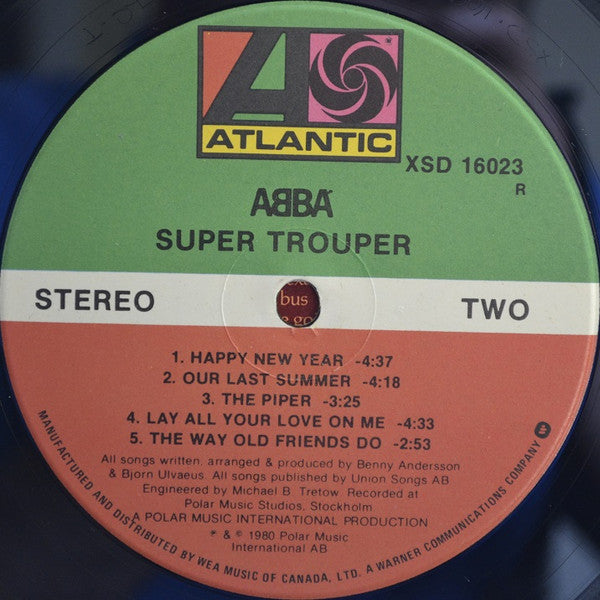 ATLANTIC
XSD 16023
R
ABBA
SUPER TROUPER
STEREO
TWO
bus
1. HAPPY NEW YEAR -4:37
2. OUR LAST SUMMER -4:18
3. THE PIPER -3:25
4. LAY ALL YOUR LOVE ON ME -4:33
5. THE WAY OLD FRIENDS DO -2:53
All songs written, arranged & produced by Benny Andersson
& Bjorn Ulvaeus. All songs published by Union Songs AB
Engineered by Michael B. Tretow. Recorded at
Polar Music Studios, Stockholm
A POLAR MUSIC INTERNATIONAL PRODUCTION
℗ & © 1980 Polar Music
International AB
MANUFACTURED AND DISTRIBUTED BY WEA MUSIC OF CANADA, LTD. A WARNER COMMUNICATIONS COMPANY